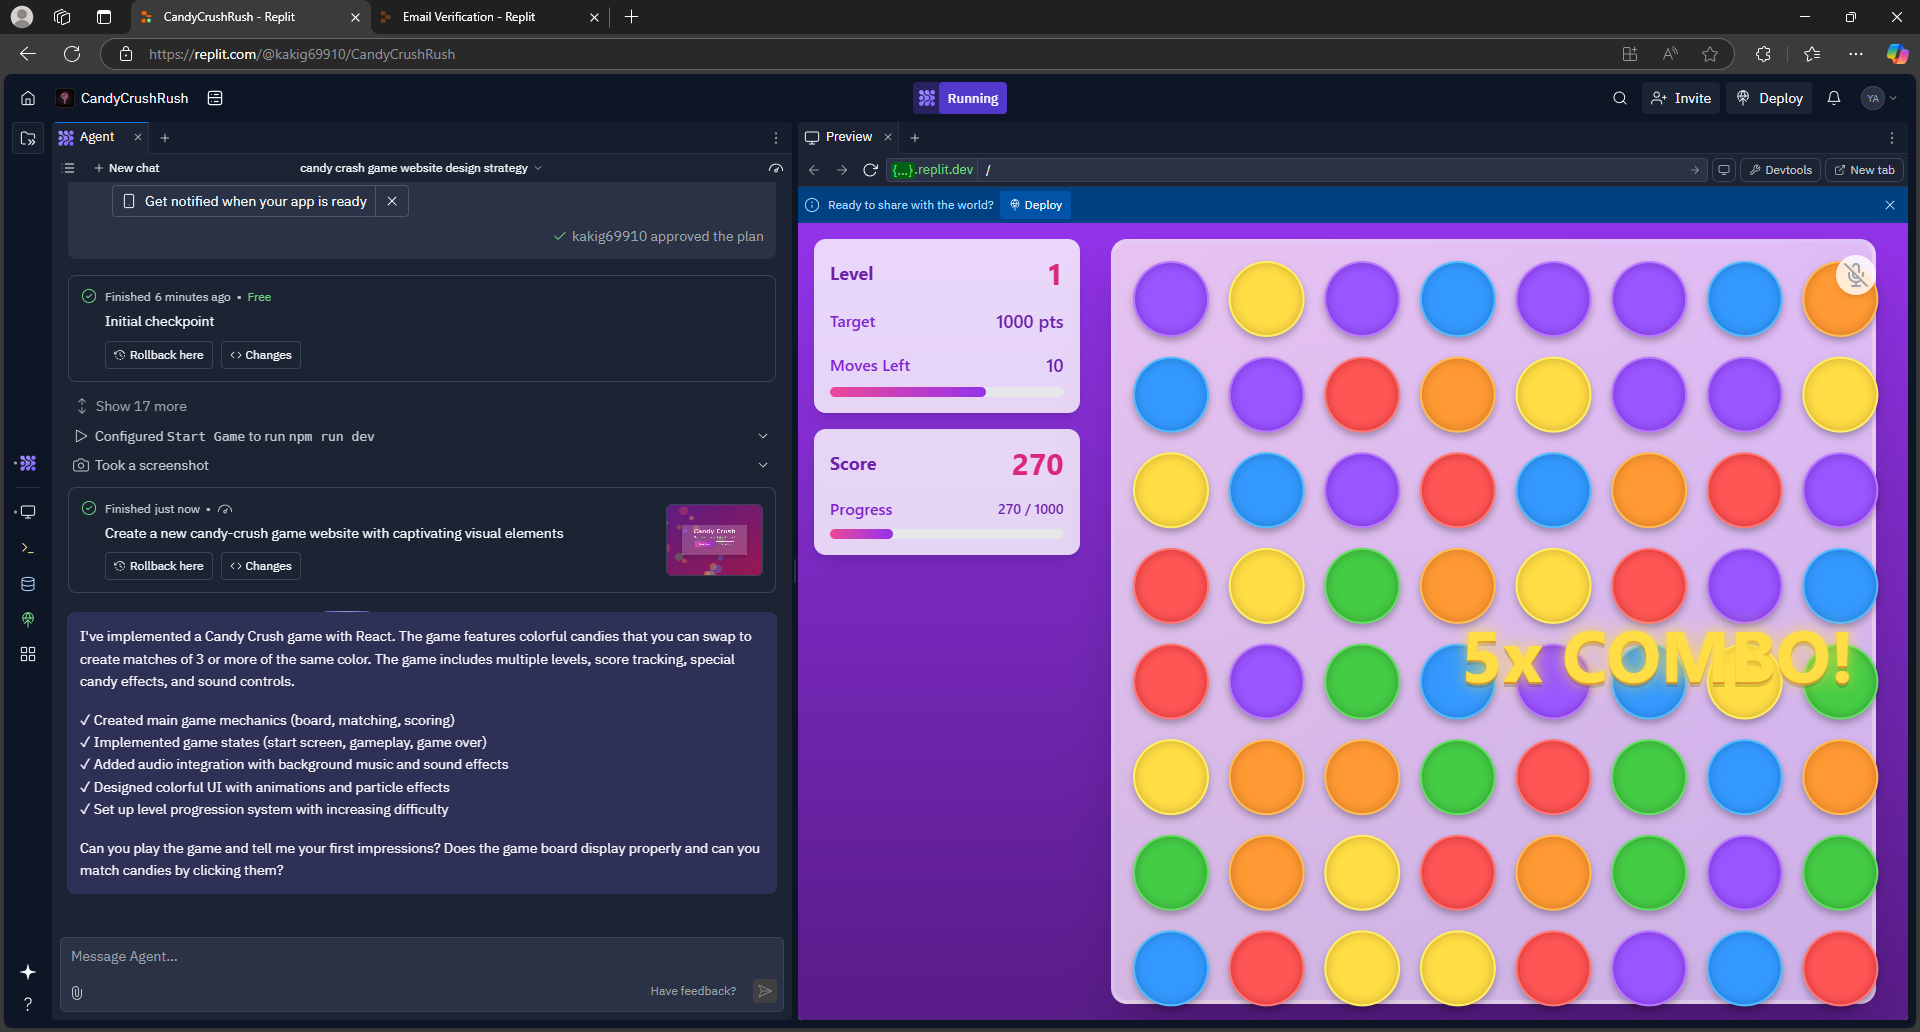 CandyCrushRush - Replit
Email Verification - Replit
https://replit.com/@kakig69910/CandyCrushRush
CandyCrushRush
Running
Invite
Deploy
YA
Agent
New chat
candy crash game website design strategy
Get notified when your app is ready
kakig69910 approved the plan
Finished 6 minutes ago • Free
Initial checkpoint
Rollback here
<> Changes
Show 17 more
Configured Start Game to run npm run dev
Took a screenshot
Finished just now •
Create a new candy-crush game website with captivating visual elements
Candy Crush
Rollback here
<> Changes
I've implemented a Candy Crush game with React. The game features colorful candies that you can swap to
create matches of 3 or more of the same color. The game includes multiple levels, score tracking, special
candy effects, and sound controls.
✓ Created main game mechanics (board, matching, scoring)
✓ Implemented game states (start screen, gameplay, game over)
✓ Added audio integration with background music and sound effects
✓ Designed colorful UI with animations and particle effects
✓ Set up level progression system with increasing difficulty
Can you play the game and tell me your first impressions? Does the game board display properly and can you
match candies by clicking them?
Message Agent...
Have feedback?
Preview
{...}.replit.dev /
Devtools
New tab
Ready to share with the world?
Deploy
Level 1
Target 1000 pts
Moves Left 10
Score 270
Progress 270 / 1000
5x COMBO!